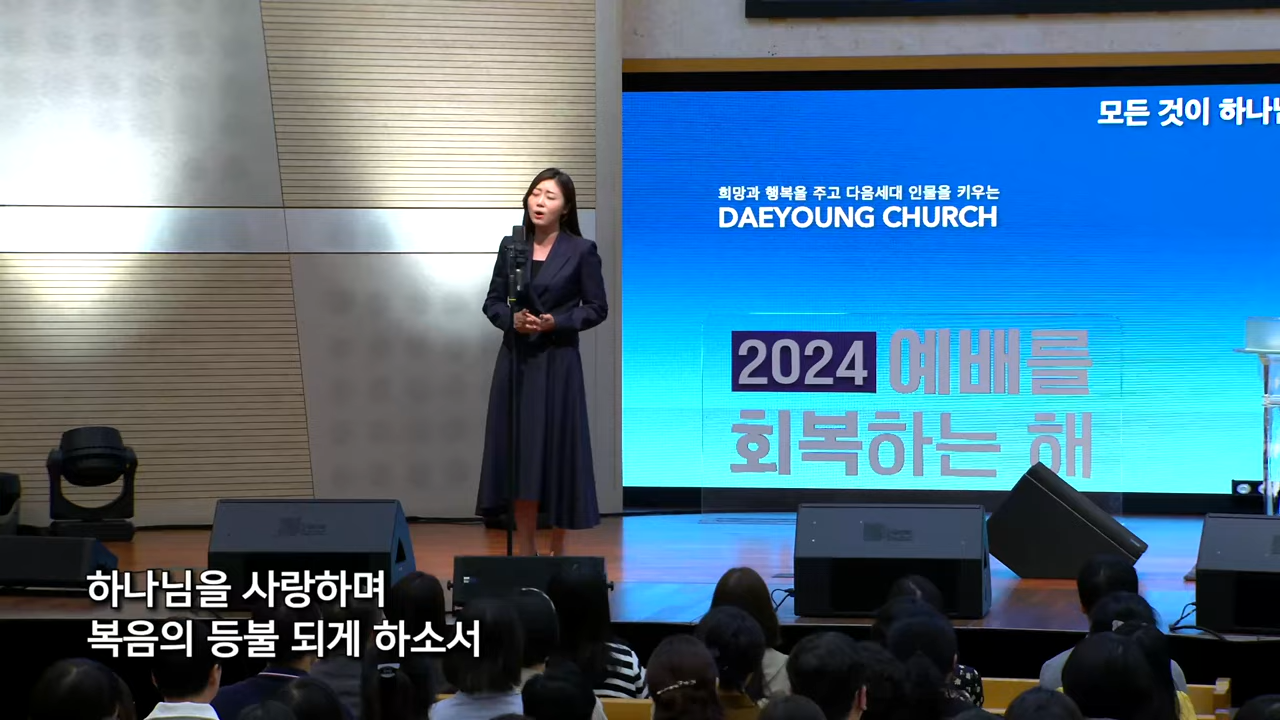 모든 것이 하나
희망과 행복을 주고 다음세대 인물을 키우는
DAEYOUNG CHURCH
2024 예배를
회복하는 해
하나님을 사랑하며
복음의 등불 되게 하소서